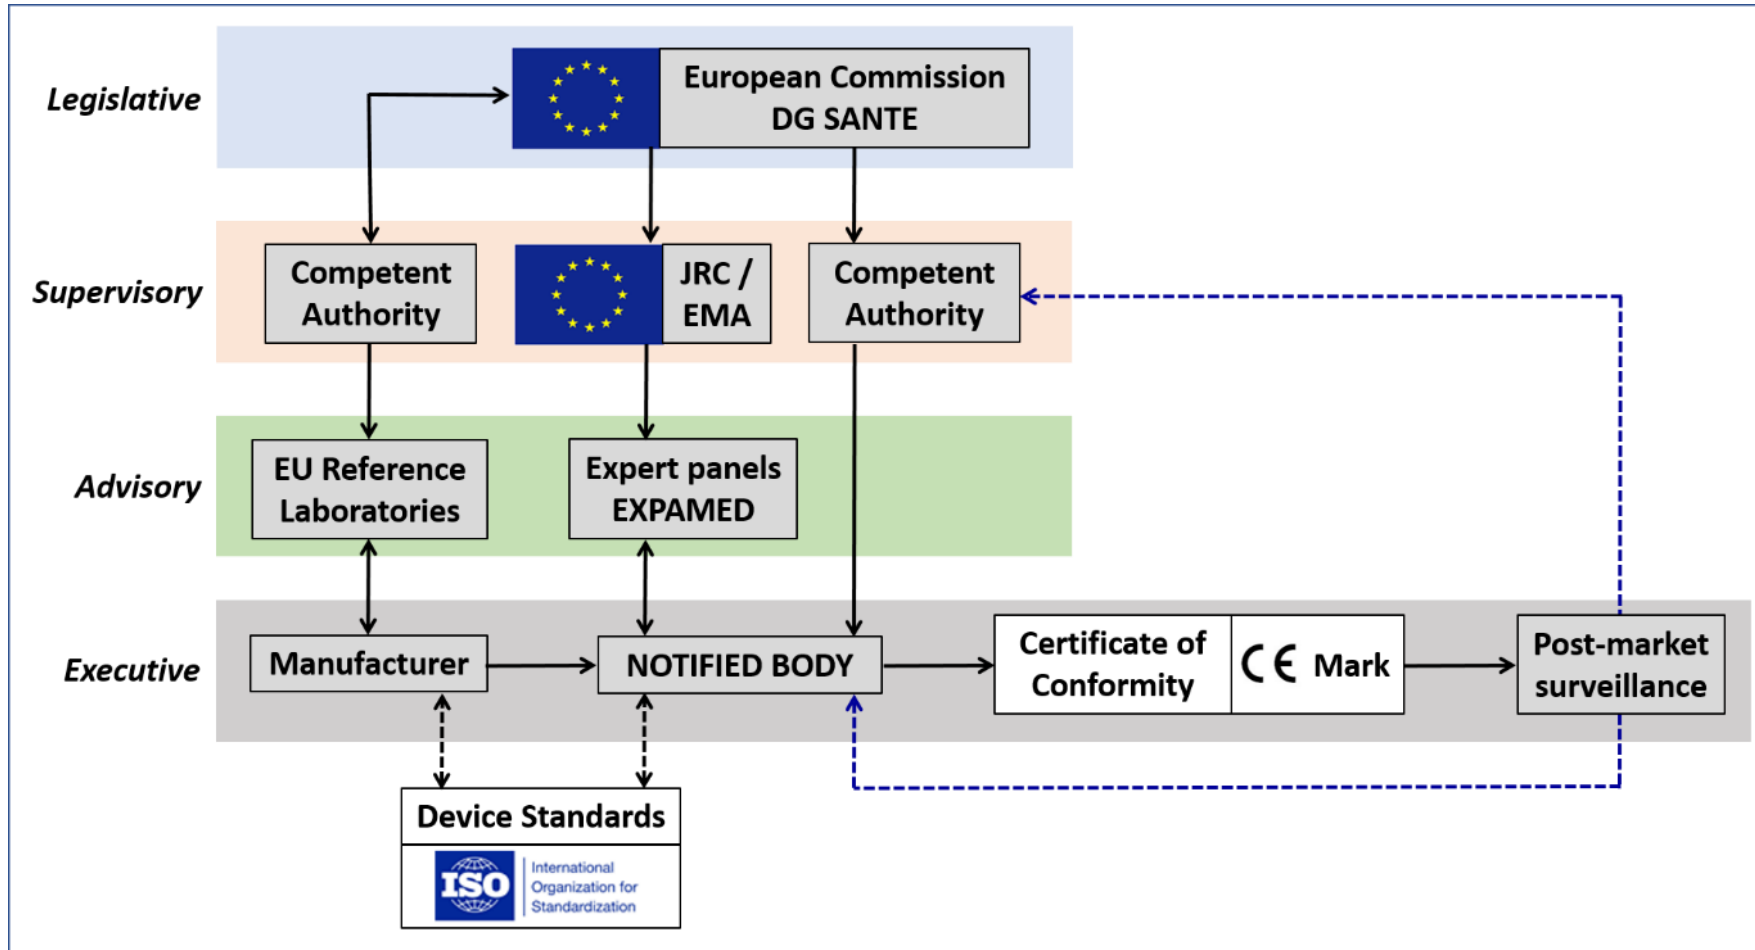 Legislative
European Commission
DG SANTE
Supervisory
Competent
Authority
JRC /
EMA
Competent
Authority
Advisory
EU Reference
Laboratories
Expert panels
EXPAMED
Executive
Manufacturer
NOTIFIED BODY
Certificate of
Conformity
CE Mark
Post-market
surveillance
Device Standards
ISO
International
Organization for
Standardization